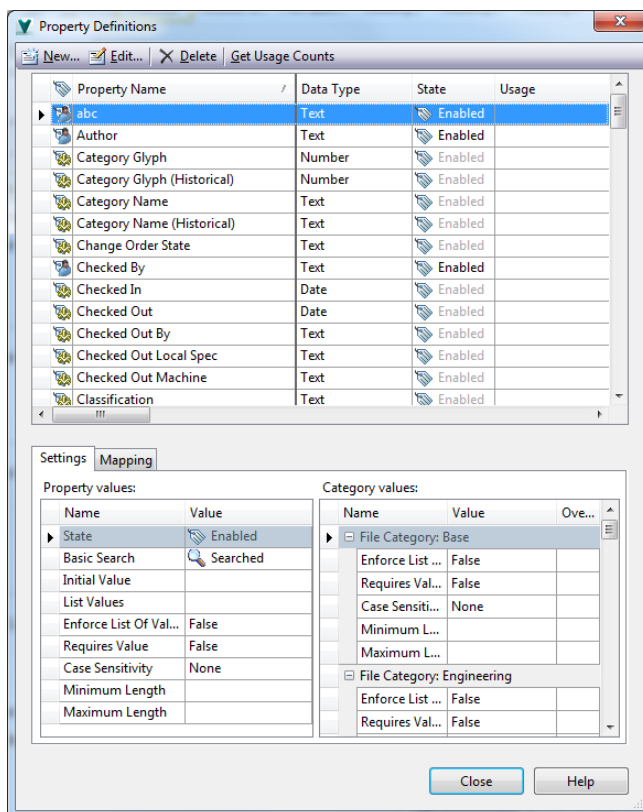 Property Definitions
New... Edit... Delete Get Usage Counts
Property Name / Data Type State Usage
abc Text Enabled
Author Text Enabled
Category Glyph Number Enabled
Category Glyph (Historical) Number Enabled
Category Name Text Enabled
Category Name (Historical) Text Enabled
Change Order State Text Enabled
Checked By Text Enabled
Checked In Date Enabled
Checked Out Date Enabled
Checked Out By Text Enabled
Checked Out Local Spec Text Enabled
Checked Out Machine Text Enabled
Classification Text Enabled
Settings Mapping
Property values: Category values:
Name Value Name Value Ove...
State Enabled File Category: Base
Basic Search Searched Enforce List ... False
Initial Value Requires Val... False
List Values Case Sensiti... None
Enforce List Of Val... False Minimum L...
Requires Value False Maximum L...
Case Sensitivity None File Category: Engineering
Minimum Length Enforce List ... False
Maximum Length Requires Val... False
Close Help